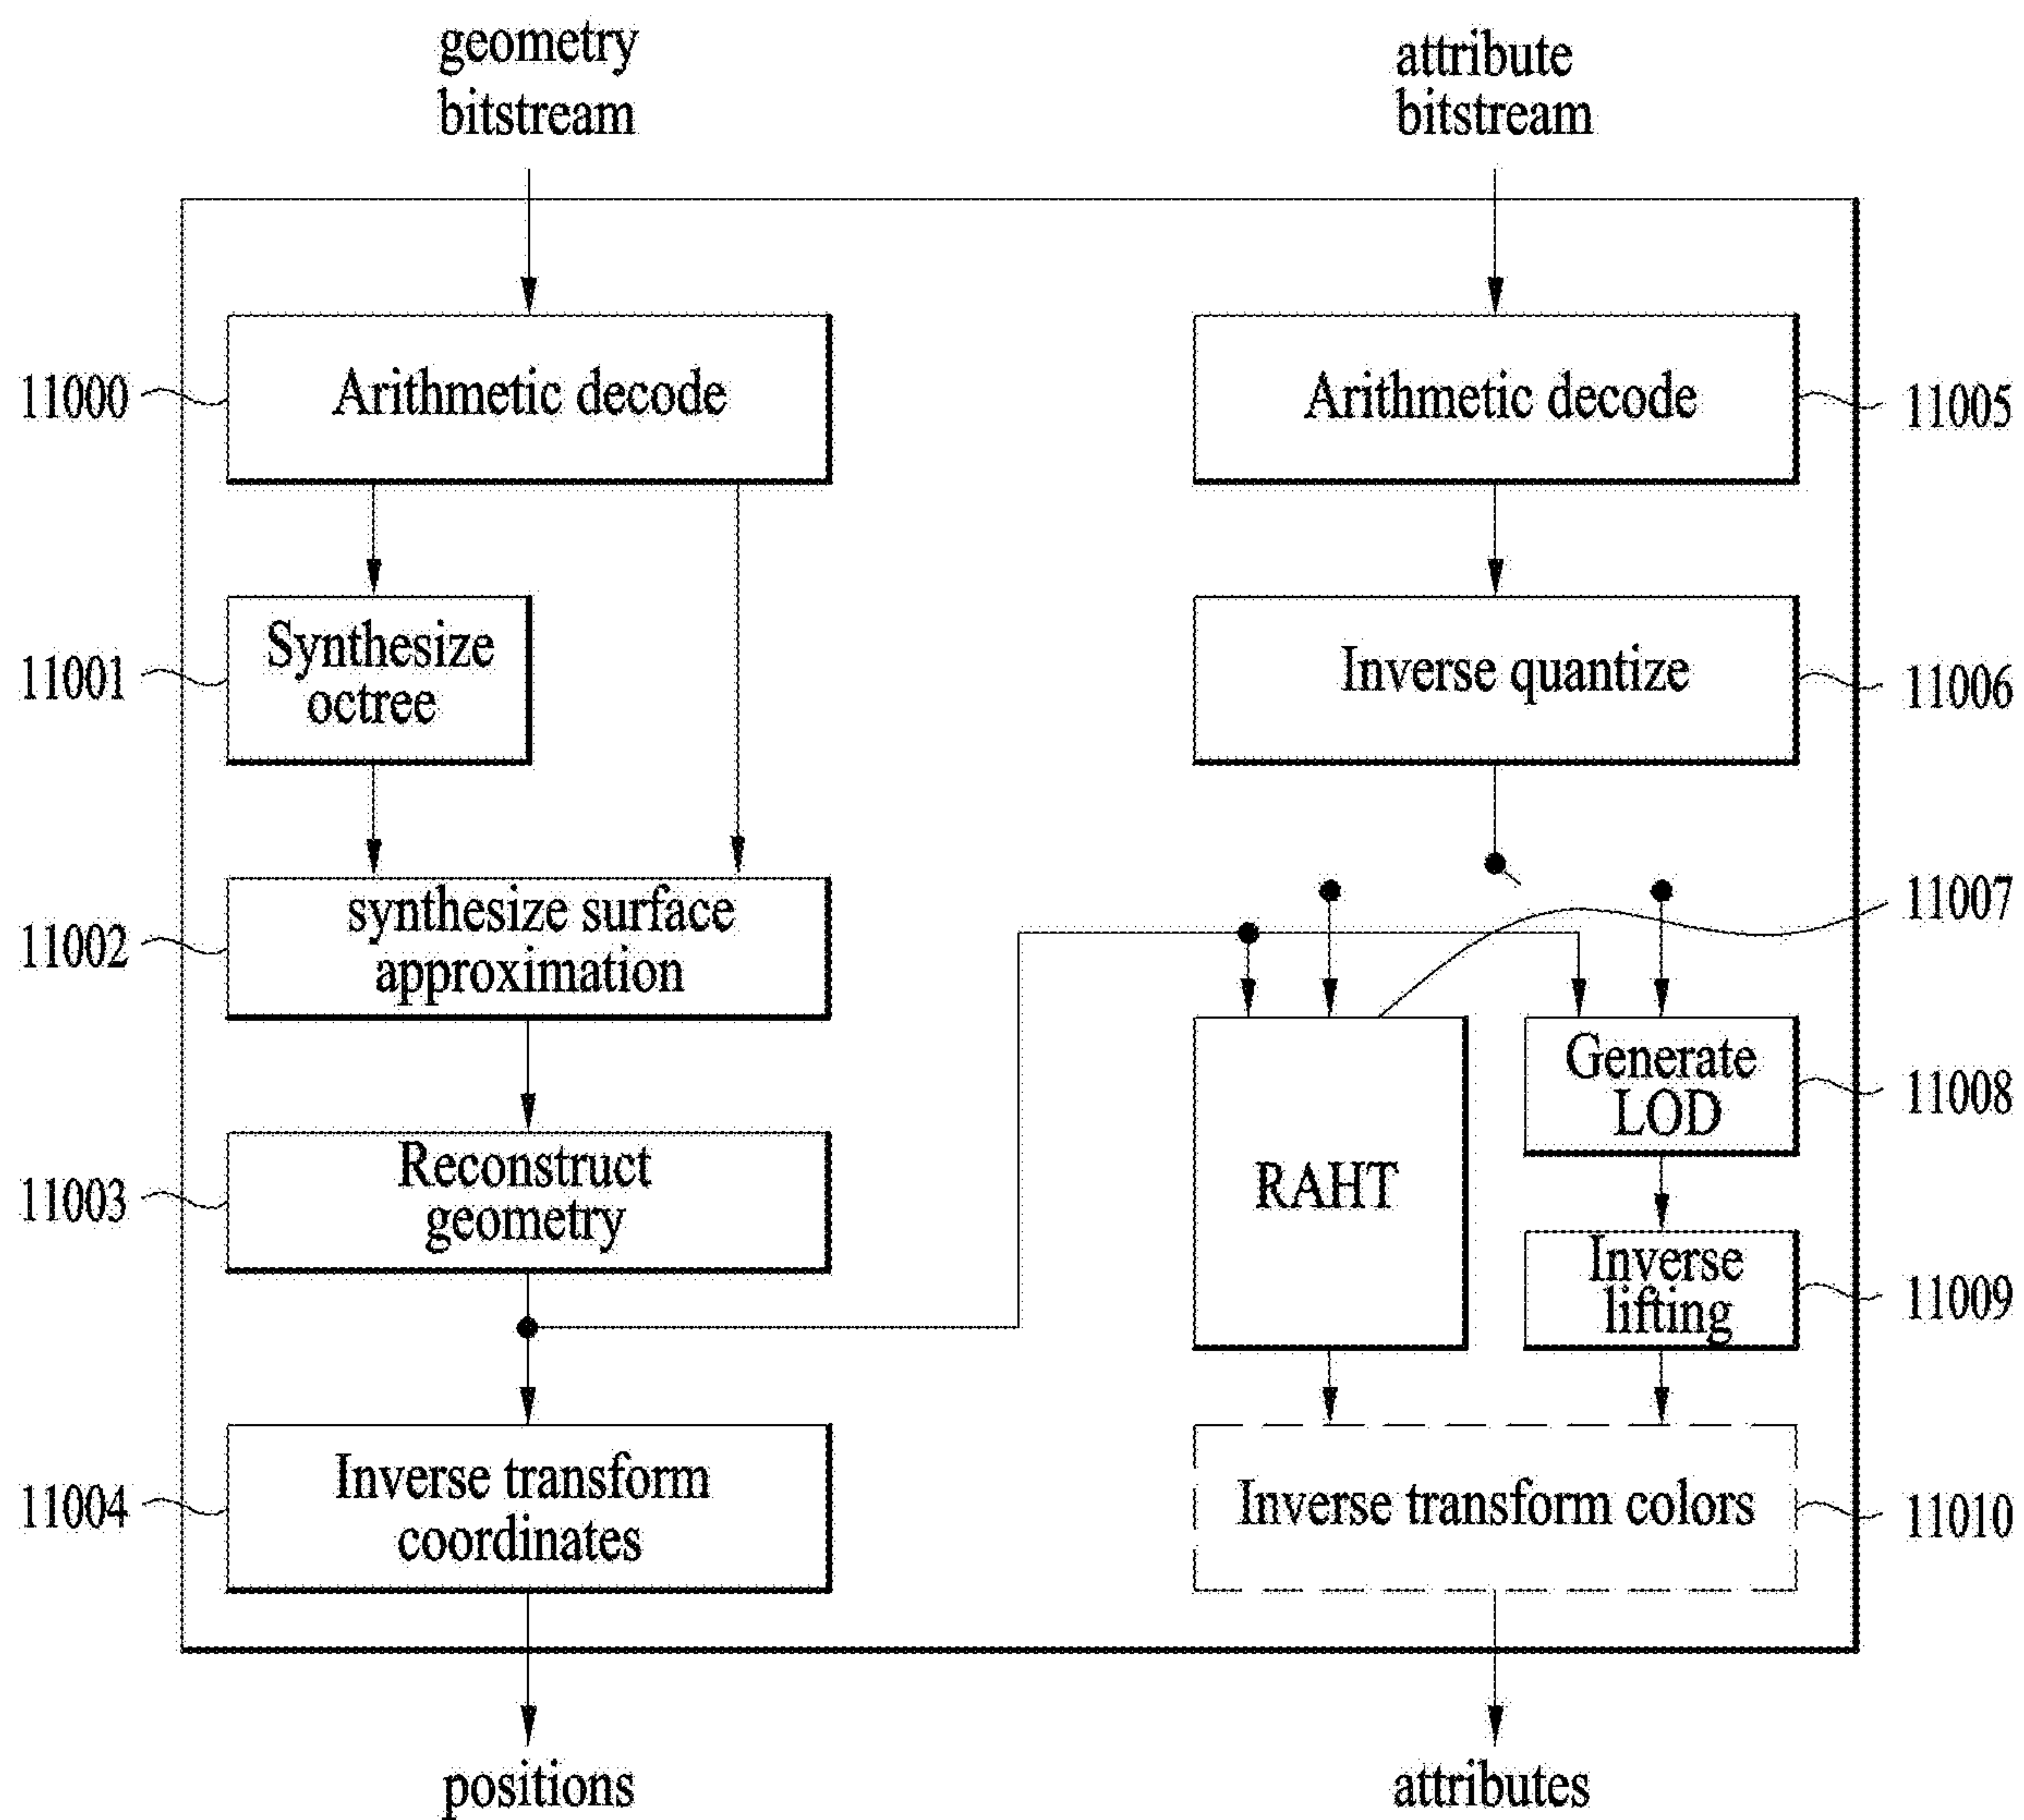 geometry
bitstream
attribute
bitstream
11000
Arithmetic decode
Arithmetic decode
11005
11001
Synthesize
octree
Inverse quantize
11006
11002
synthesize surface
approximation
11007
11003
Reconstruct
geometry
RAHT
Generate
LOD
11008
Inverse
lifting
11009
11004
Inverse transform
coordinates
Inverse transform colors
11010
positions
attributes